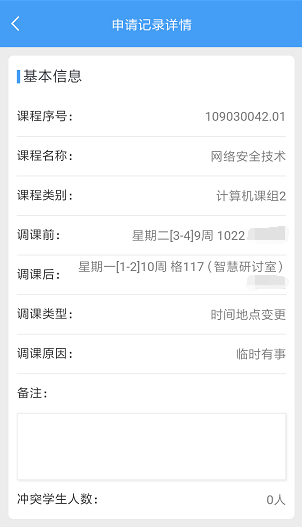 申请记录详情
基本信息
课程序号： 109030042.01
课程名称： 网络安全技术
课程类别： 计算机课组2
调课前： 星期二[3-4]9周 1022
调课后： 星期一[1-2]10周 格117（智慧研讨室）
调课类型： 时间地点变更
调课原因： 临时有事
备注：
冲突学生人数： 0人